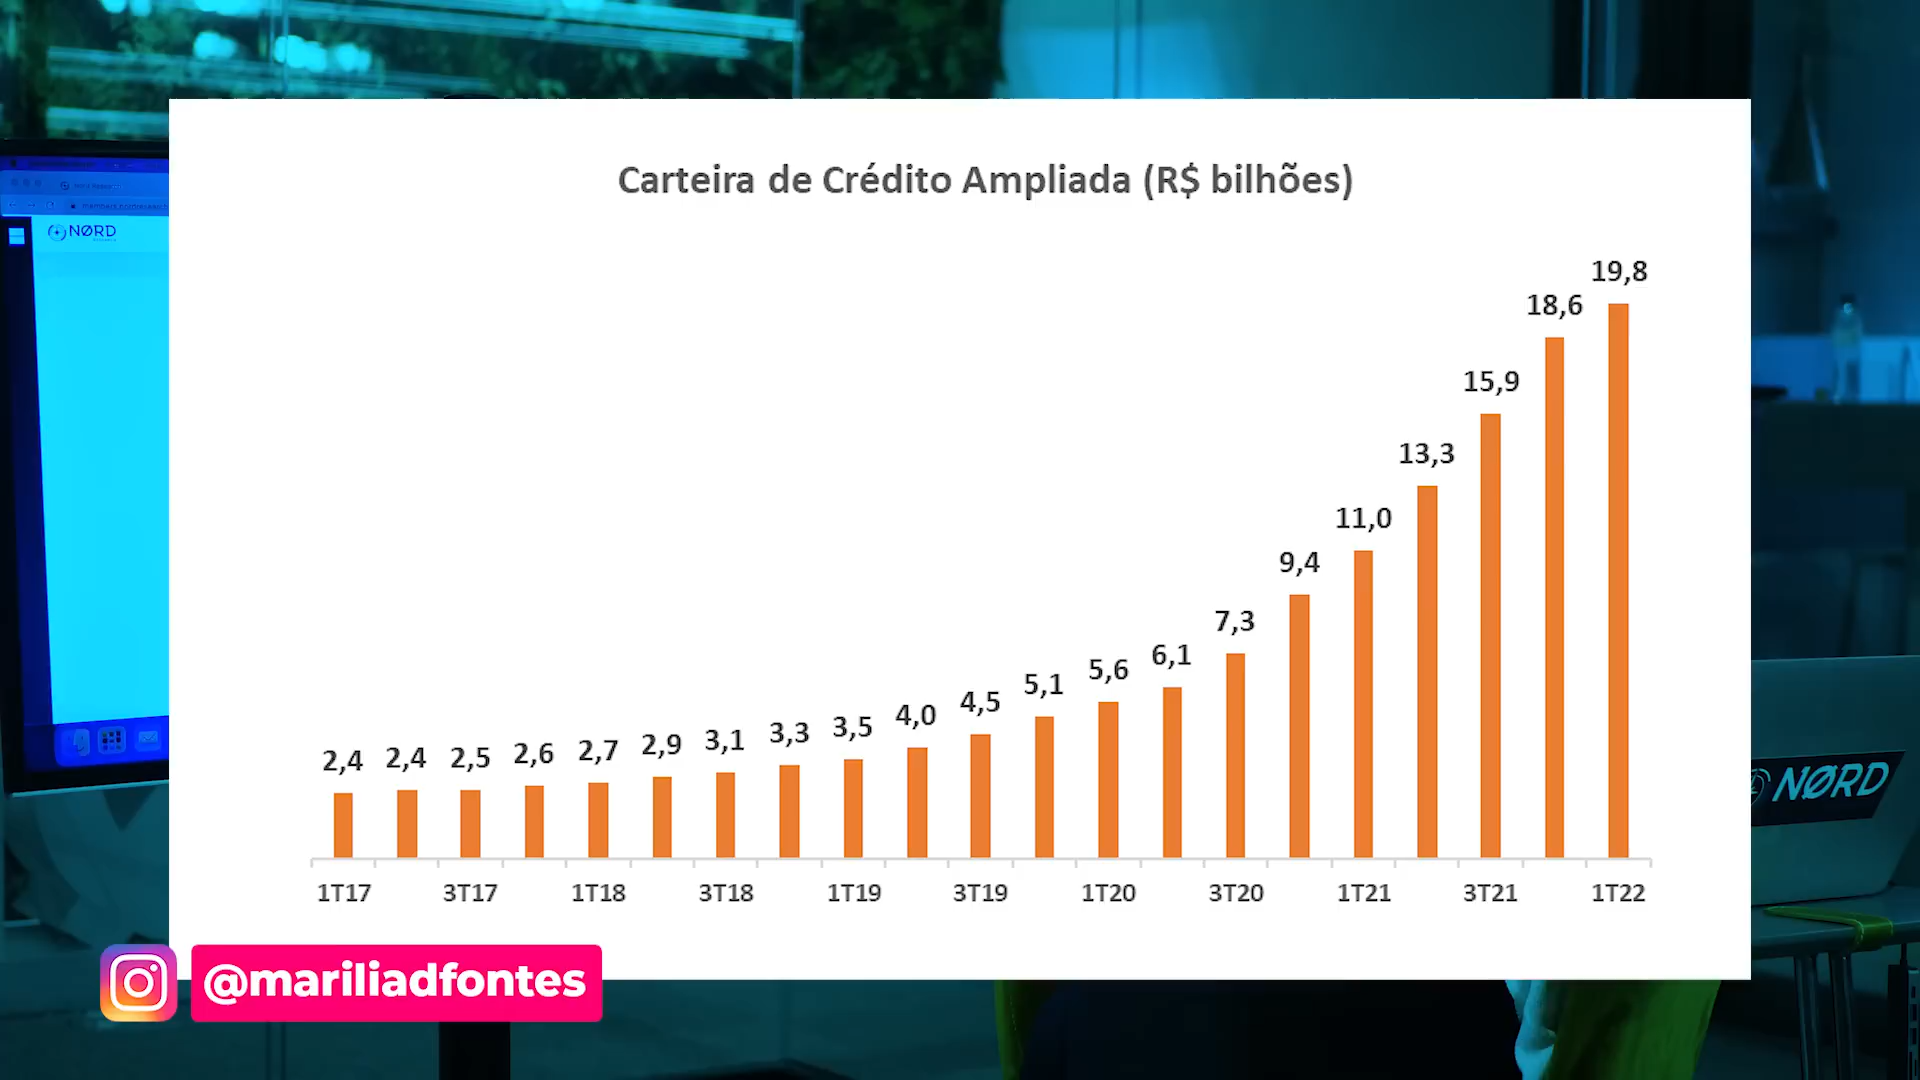 NØRD
Carteira de Crédito Ampliada (R$ bilhões)
2,4 2,4 2,5 2,6 2,7 2,9 3,1 3,3 3,5 4,0 4,5 5,1 5,6 6,1 7,3 9,4 11,0 13,3 15,9 18,6 19,8
1T17 3T17 1T18 3T18 1T19 3T19 1T20 3T20 1T21 3T21 1T22
NØRD
@mariliadfontes